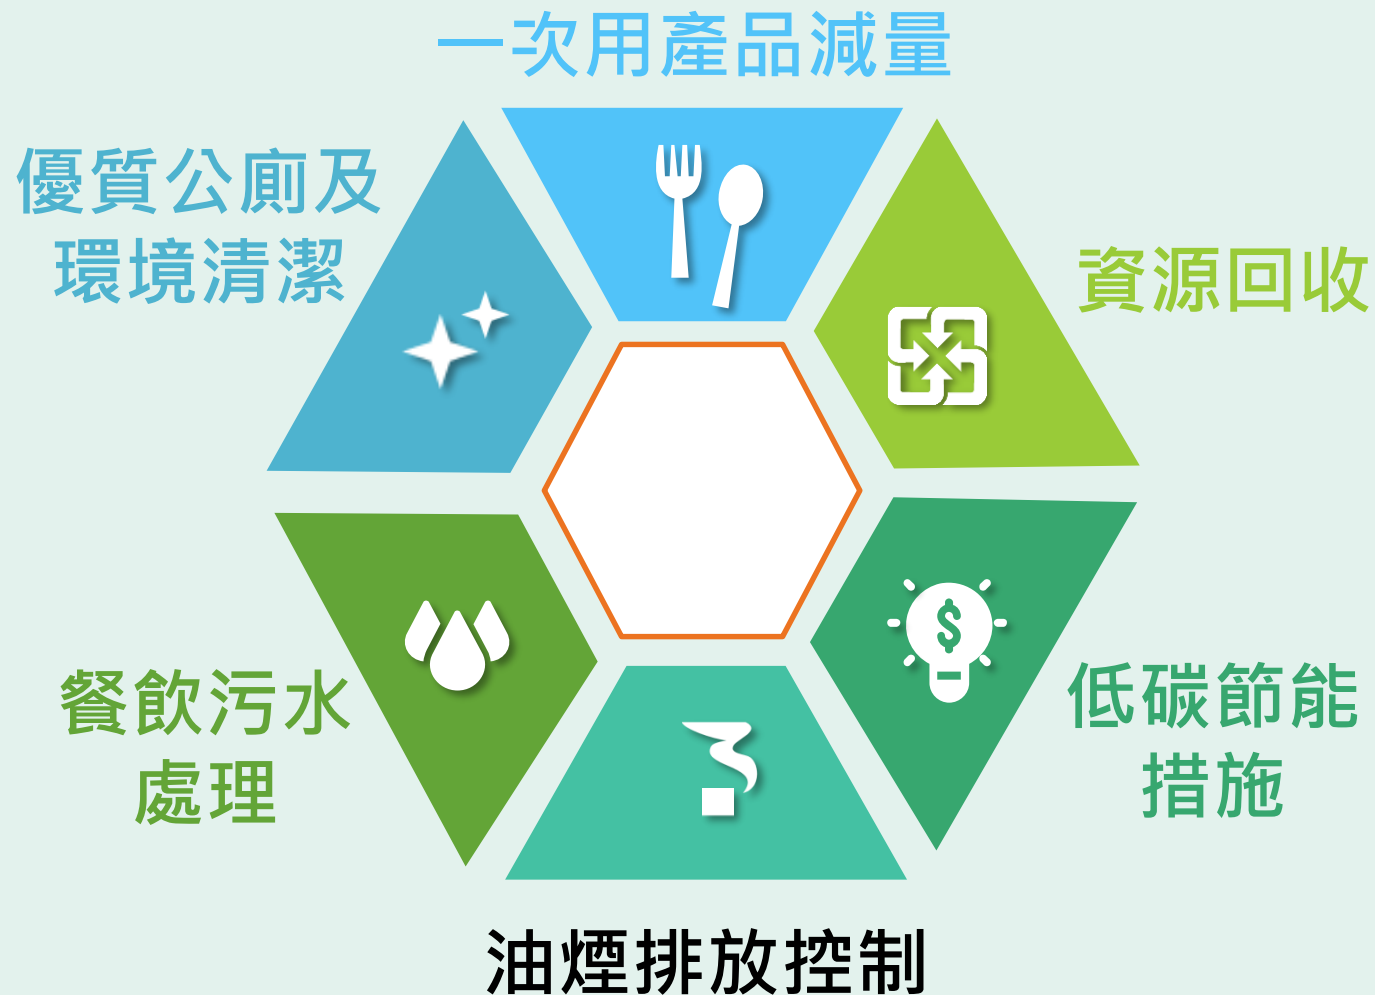 一次用產品減量
優質公廁及
環境清潔
資源回收
餐飲污水
處理
低碳節能
措施
油煙排放控制